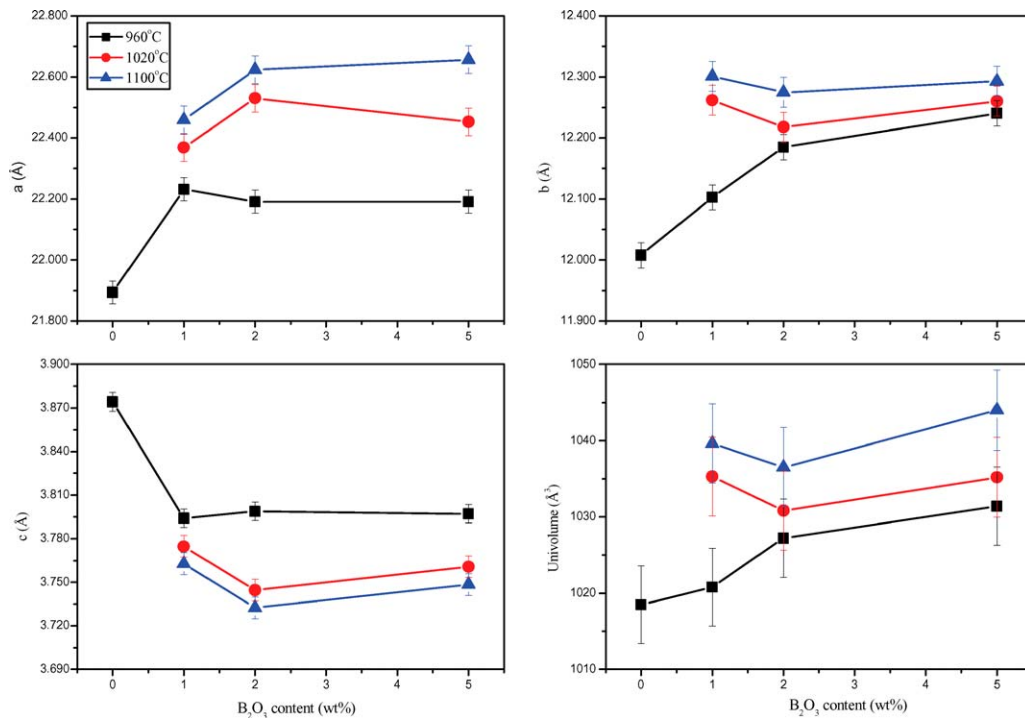 22.800
22.600
22.400
22.200
22.000
21.800
a (Å)
960°C
1020°C
1100°C
0 1 2 3 4 5
12.400
12.300
12.200
12.100
12.000
11.900
b (Å)
0 1 2 3 4 5
3.900
3.870
3.840
3.810
3.780
3.750
3.720
3.690
c (Å)
0 1 2 3 4 5
B₂O₃ content (wt%)
1050
1040
1030
1020
1010
Univolume (Å³)
0 1 2 3 4 5
B₂O₃ content (wt%)